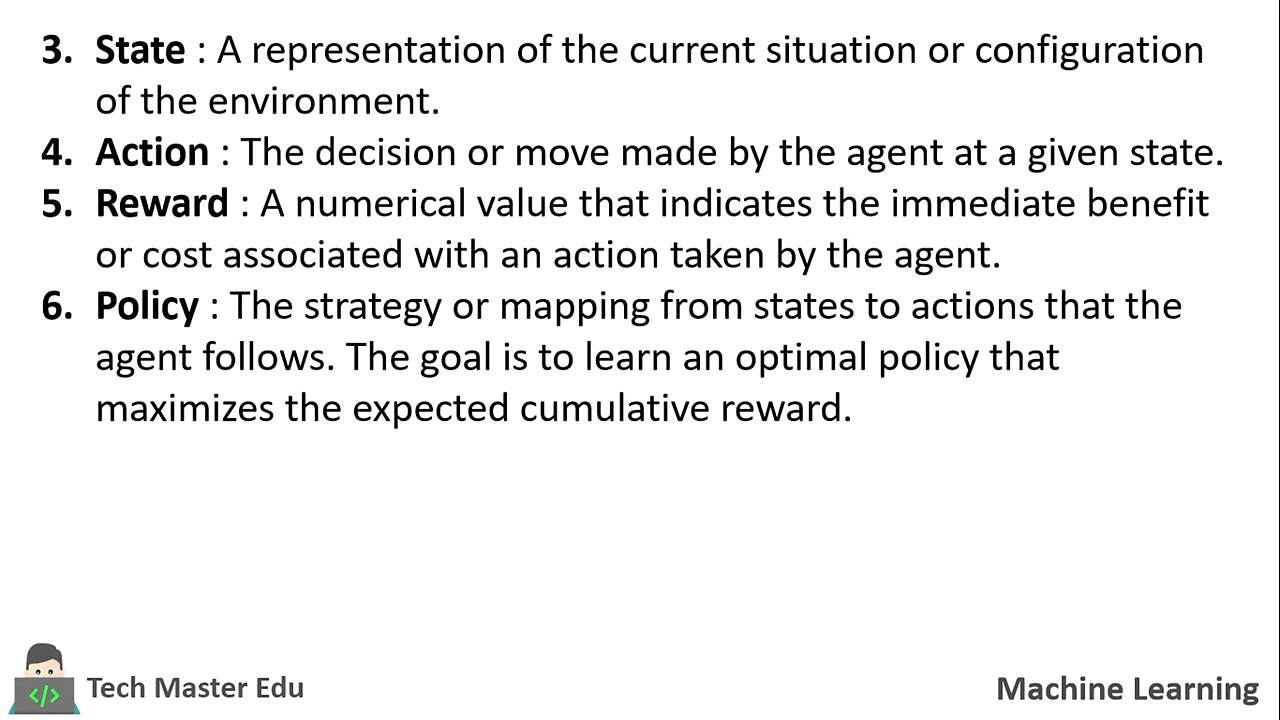 3. State : A representation of the current situation or configuration
of the environment.
4. Action : The decision or move made by the agent at a given state.
5. Reward : A numerical value that indicates the immediate benefit
or cost associated with an action taken by the agent.
6. Policy : The strategy or mapping from states to actions that the
agent follows. The goal is to learn an optimal policy that
maximizes the expected cumulative reward.
</> Tech Master Edu
Machine Learning